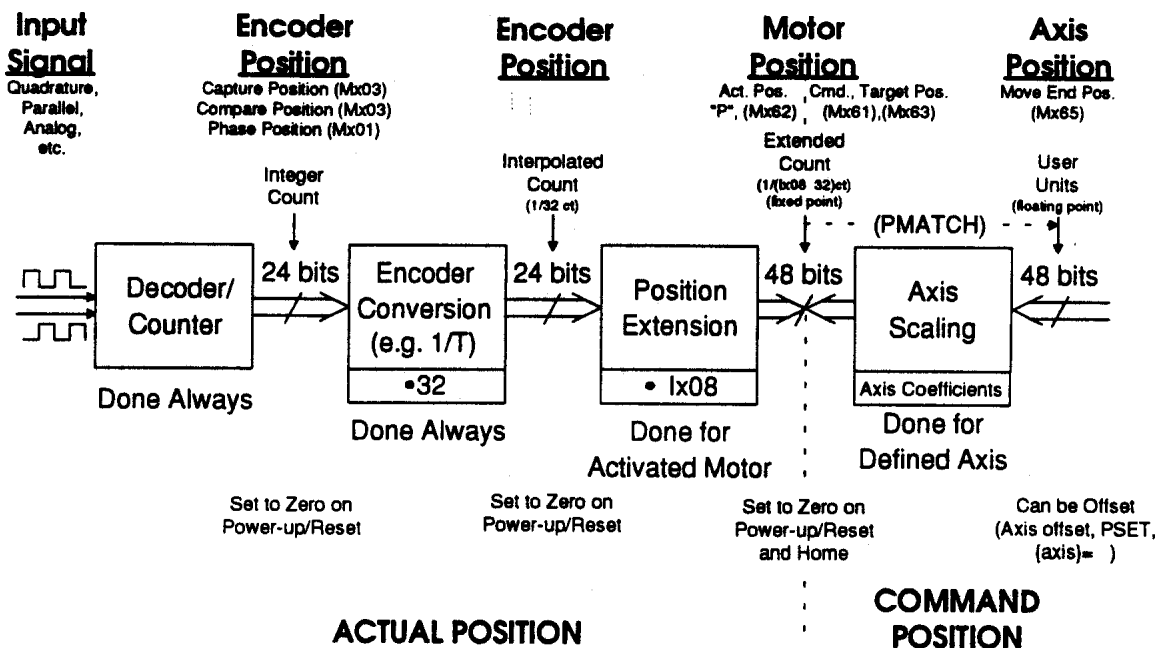 Input
Signal
Quadrature,
Parallel,
Analog,
etc.
Encoder
Position
Capture Position (Mx03)
Compare Position (Mx03)
Phase Position (Mx01)
Encoder
Position
Motor
Position
Act. Pos.
"P", (Mx62)
Cmd., Target Pos.
(Mx61),(Mx63)
Axis
Position
Move End Pos.
(Mx65)
Integer
Count
Interpolated
Count
(1/32 ct)
Extended
Count
(1/(Ix08 32)ct)
(fixed point)
User
Units
(floating point)
(PMATCH)
Decoder/
Counter
24 bits
Encoder
Conversion
(e.g. 1/T)
•32
24 bits
Position
Extension
• Ix08
48 bits
Axis
Scaling
Axis Coefficients
48 bits
Done Always
Done Always
Done for
Activated Motor
Done for
Defined Axis
Set to Zero on
Power-up/Reset
Set to Zero on
Power-up/Reset
Set to Zero on
Power-up/Reset
and Home
Can be Offset
(Axis offset, PSET,
(axis)= )
ACTUAL POSITION
COMMAND
POSITION